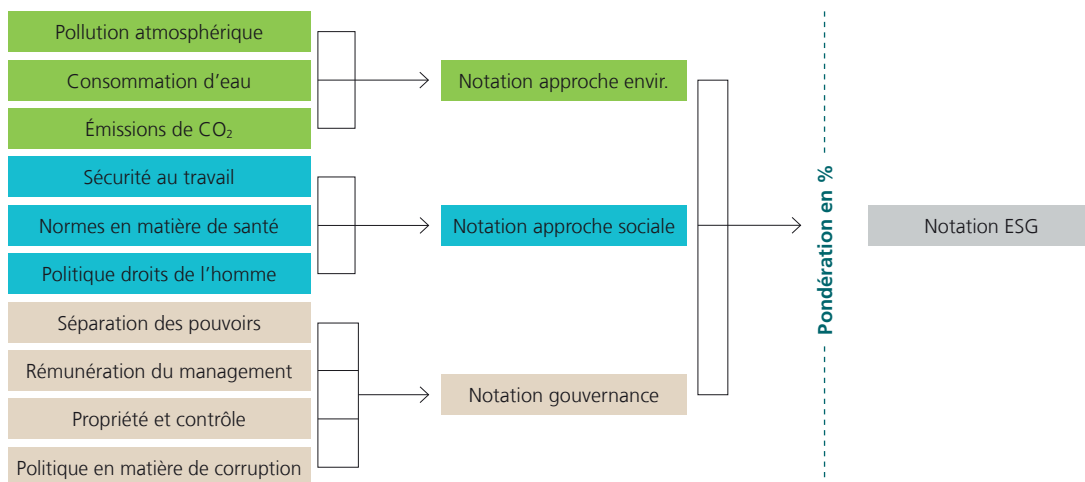 Pollution atmosphérique
Consommation d’eau
Émissions de CO₂
Sécurité au travail
Normes en matière de santé
Politique droits de l’homme
Séparation des pouvoirs
Rémunération du management
Propriété et contrôle
Politique en matière de corruption
Notation approche envir.
Notation approche sociale
Notation gouvernance
Pondération en %
Notation ESG